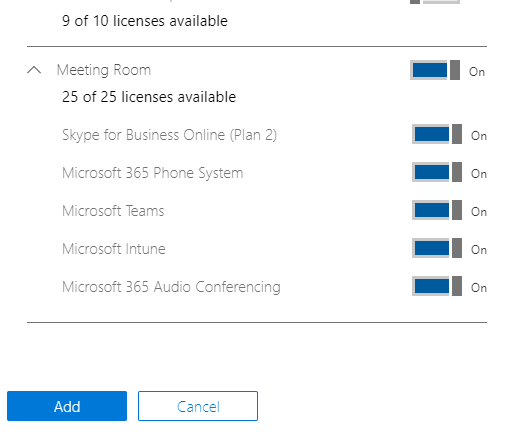 9 of 10 licenses available
Meeting Room On
25 of 25 licenses available
Skype for Business Online (Plan 2) On
Microsoft 365 Phone System On
Microsoft Teams On
Microsoft Intune On
Microsoft 365 Audio Conferencing On
Add Cancel